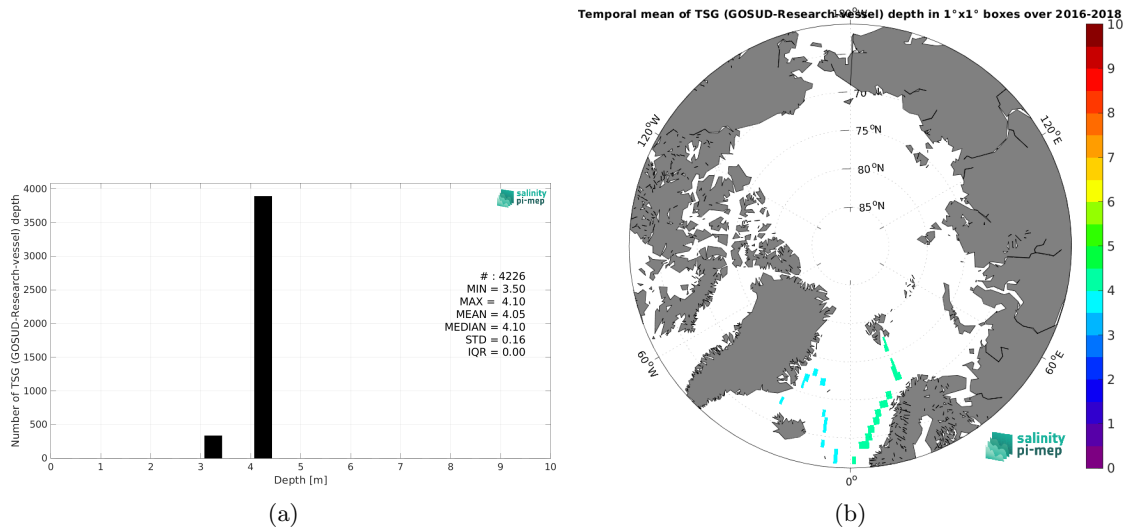 Temporal mean of TSG (GOSUD-Research-vessel) depth in 1°x1° boxes over 2016-2018
180°W
120°W
120°E
60°W
60°E
0°
70
75°N
80°N
85°N
10
9
8
7
6
5
4
3
2
1
0
salinity
pi-mep
Number of TSG (GOSUD-Research-vessel) depth
4000
3500
3000
2500
2000
1500
1000
500
0
salinity
pi-mep
# : 4226
MIN = 3.50
MAX = 4.10
MEAN = 4.05
MEDIAN = 4.10
STD = 0.16
IQR = 0.00
0 1 2 3 4 5 6 7 8 9 10
Depth [m]
(a)
(b)